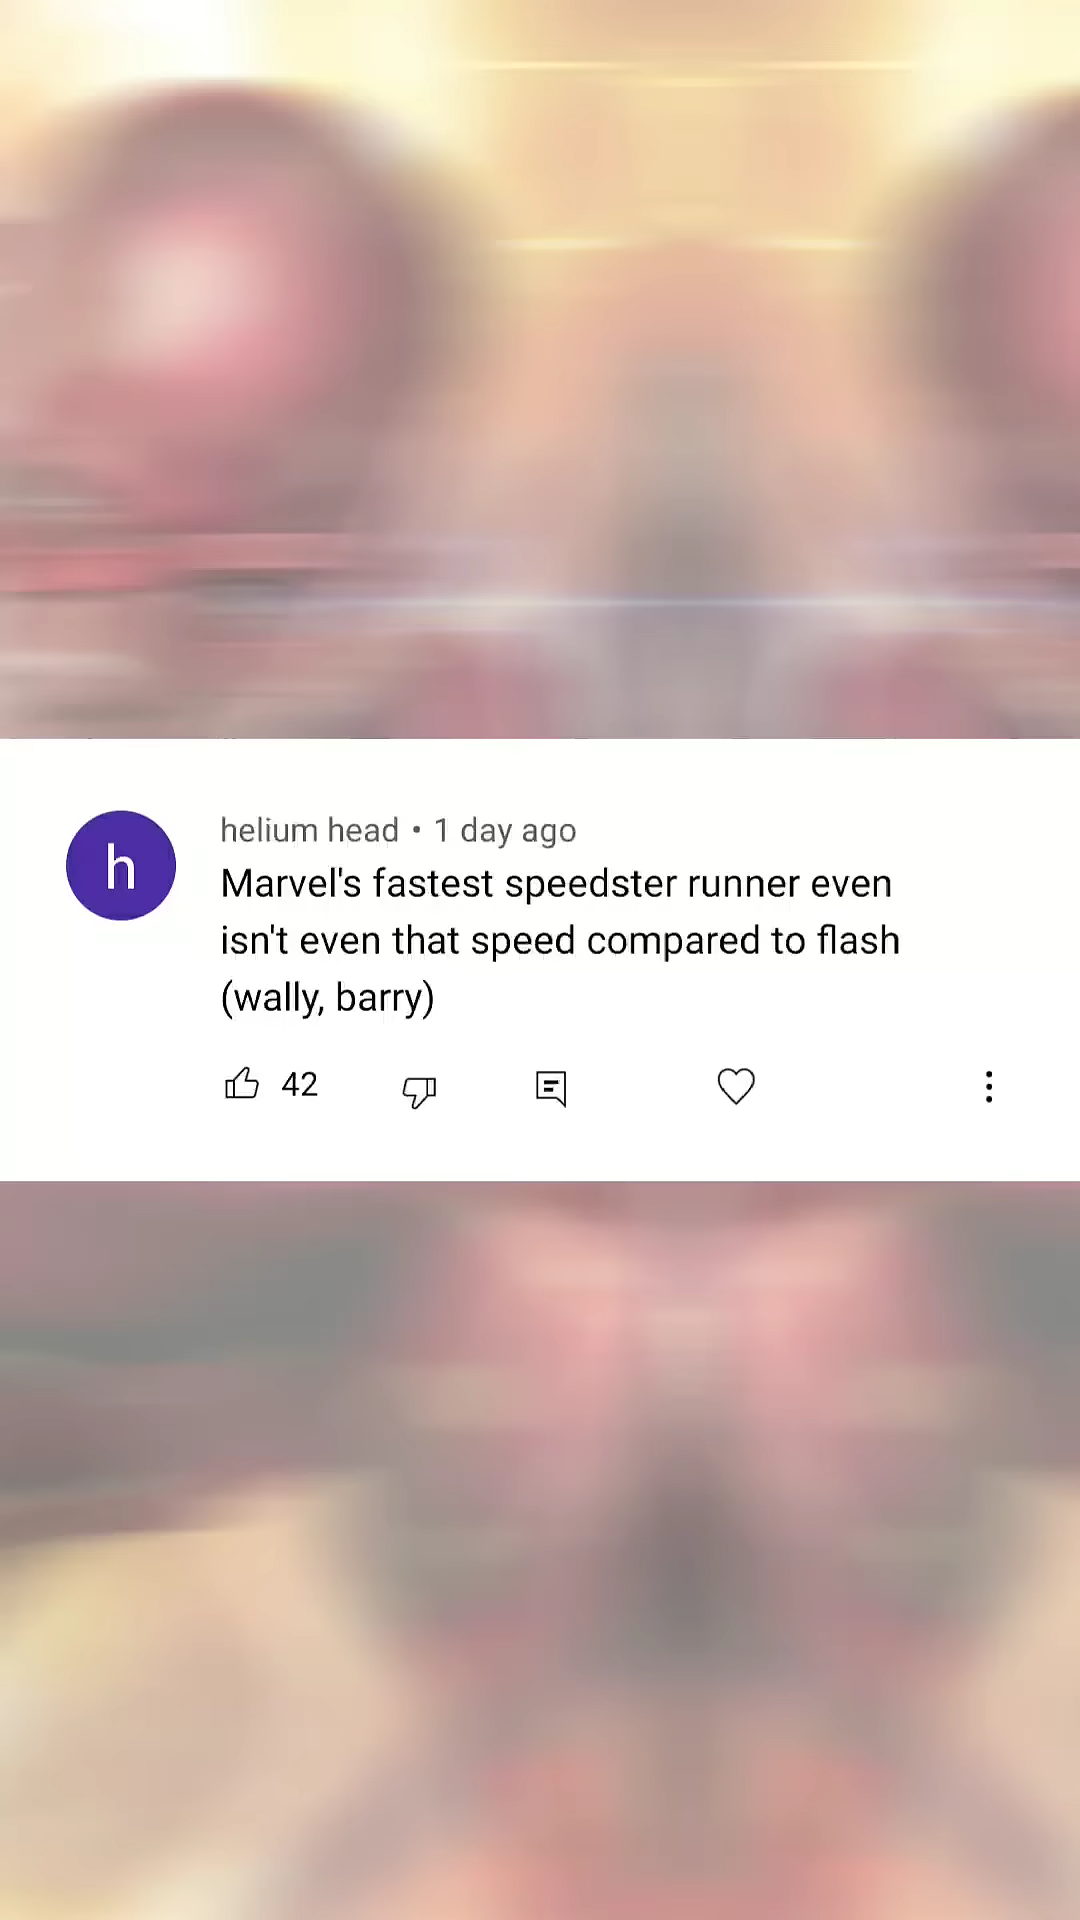 h
helium head • 1 day ago
Marvel's fastest speedster runner even
isn't even that speed compared to flash
(wally, barry)
42